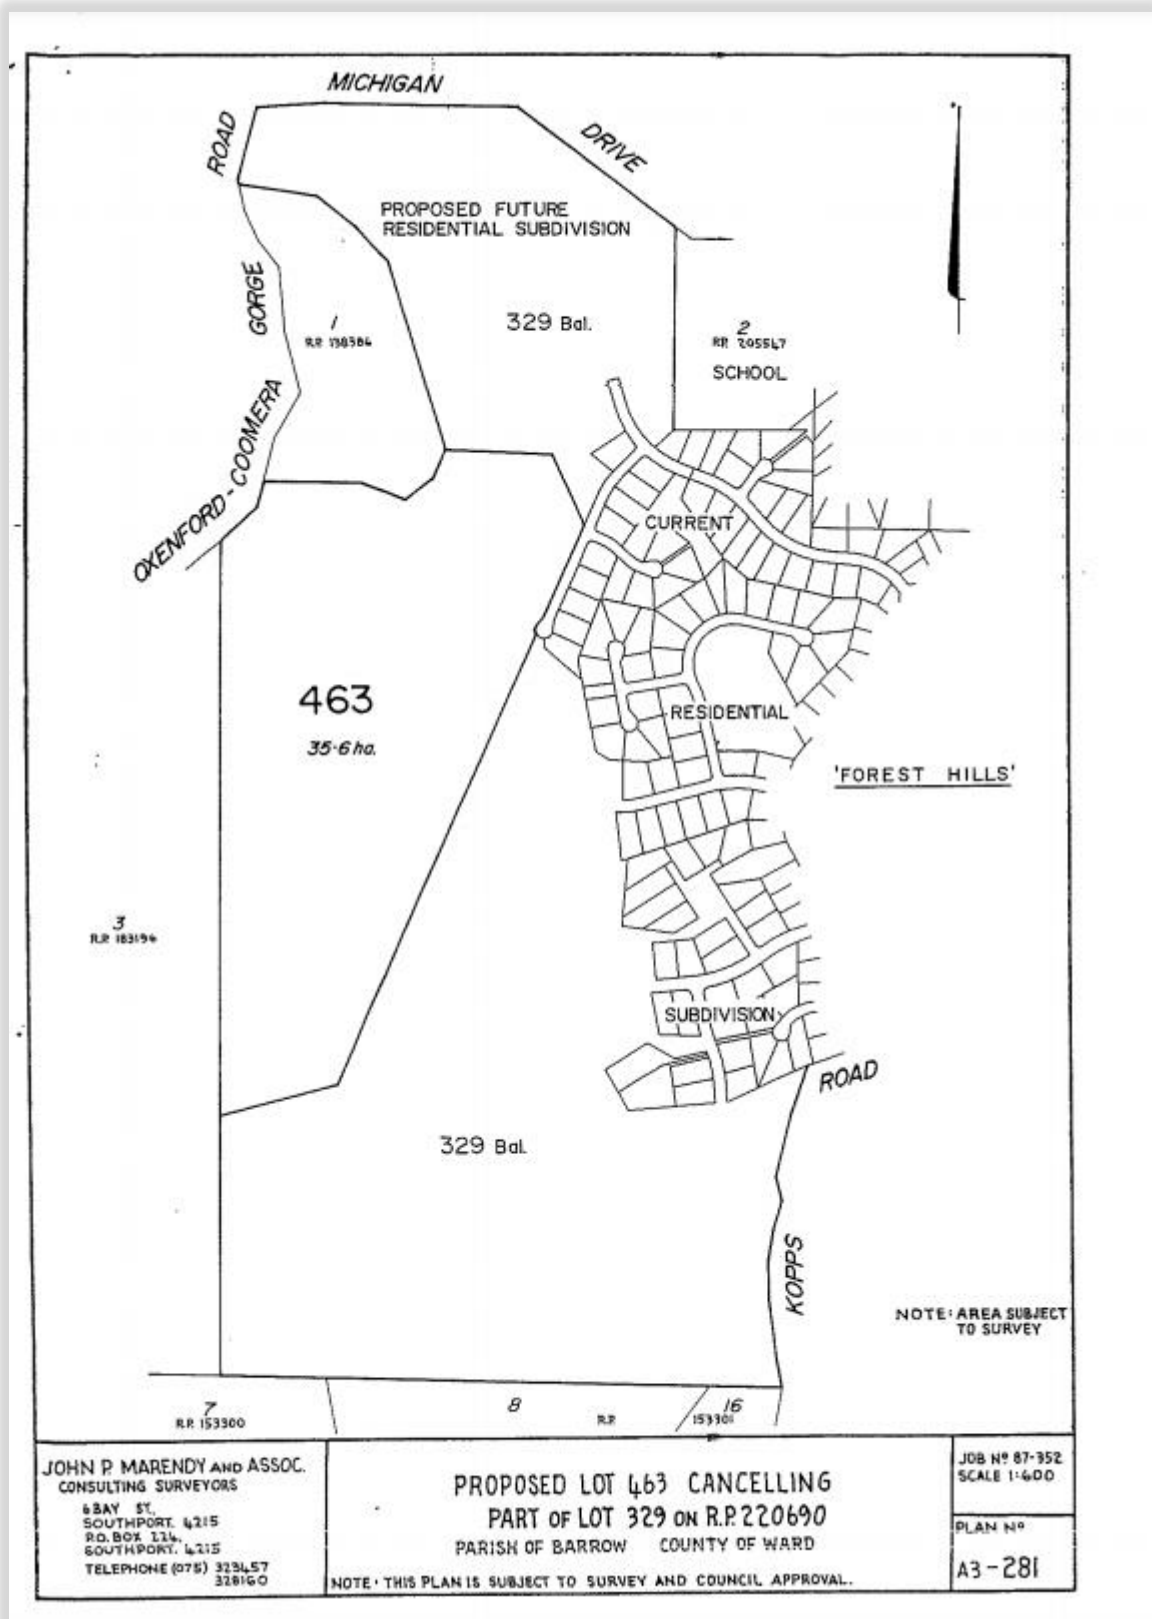 MICHIGAN
DRIVE
ROAD
PROPOSED FUTURE
RESIDENTIAL SUBDIVISION
GORGE
1
R.P. 138384
329 Bal.
2
R.P. 205547
SCHOOL
OXENFORD-COOMERA
CURRENT
463
35·6 ha.
RESIDENTIAL
'FOREST HILLS'
3
R.P. 183194
SUBDIVISION
ROAD
329 Bal.
KOPPS
NOTE: AREA SUBJECT
TO SURVEY
7
R.P. 153300
8
R.P.
16
153301
JOHN P. MARENDY AND ASSOC.
CONSULTING SURVEYORS
6 BAY ST,
SOUTHPORT. 4215
P.O. BOX 224,
SOUTHPORT. 4215
TELEPHONE (075) 323457
328160
PROPOSED LOT 463 CANCELLING
PART OF LOT 329 ON R.P. 220690
PARISH OF BARROW COUNTY OF WARD
NOTE · THIS PLAN IS SUBJECT TO SURVEY AND COUNCIL APPROVAL.
JOB Nº 87-352
SCALE 1:600
PLAN Nº
A3-281